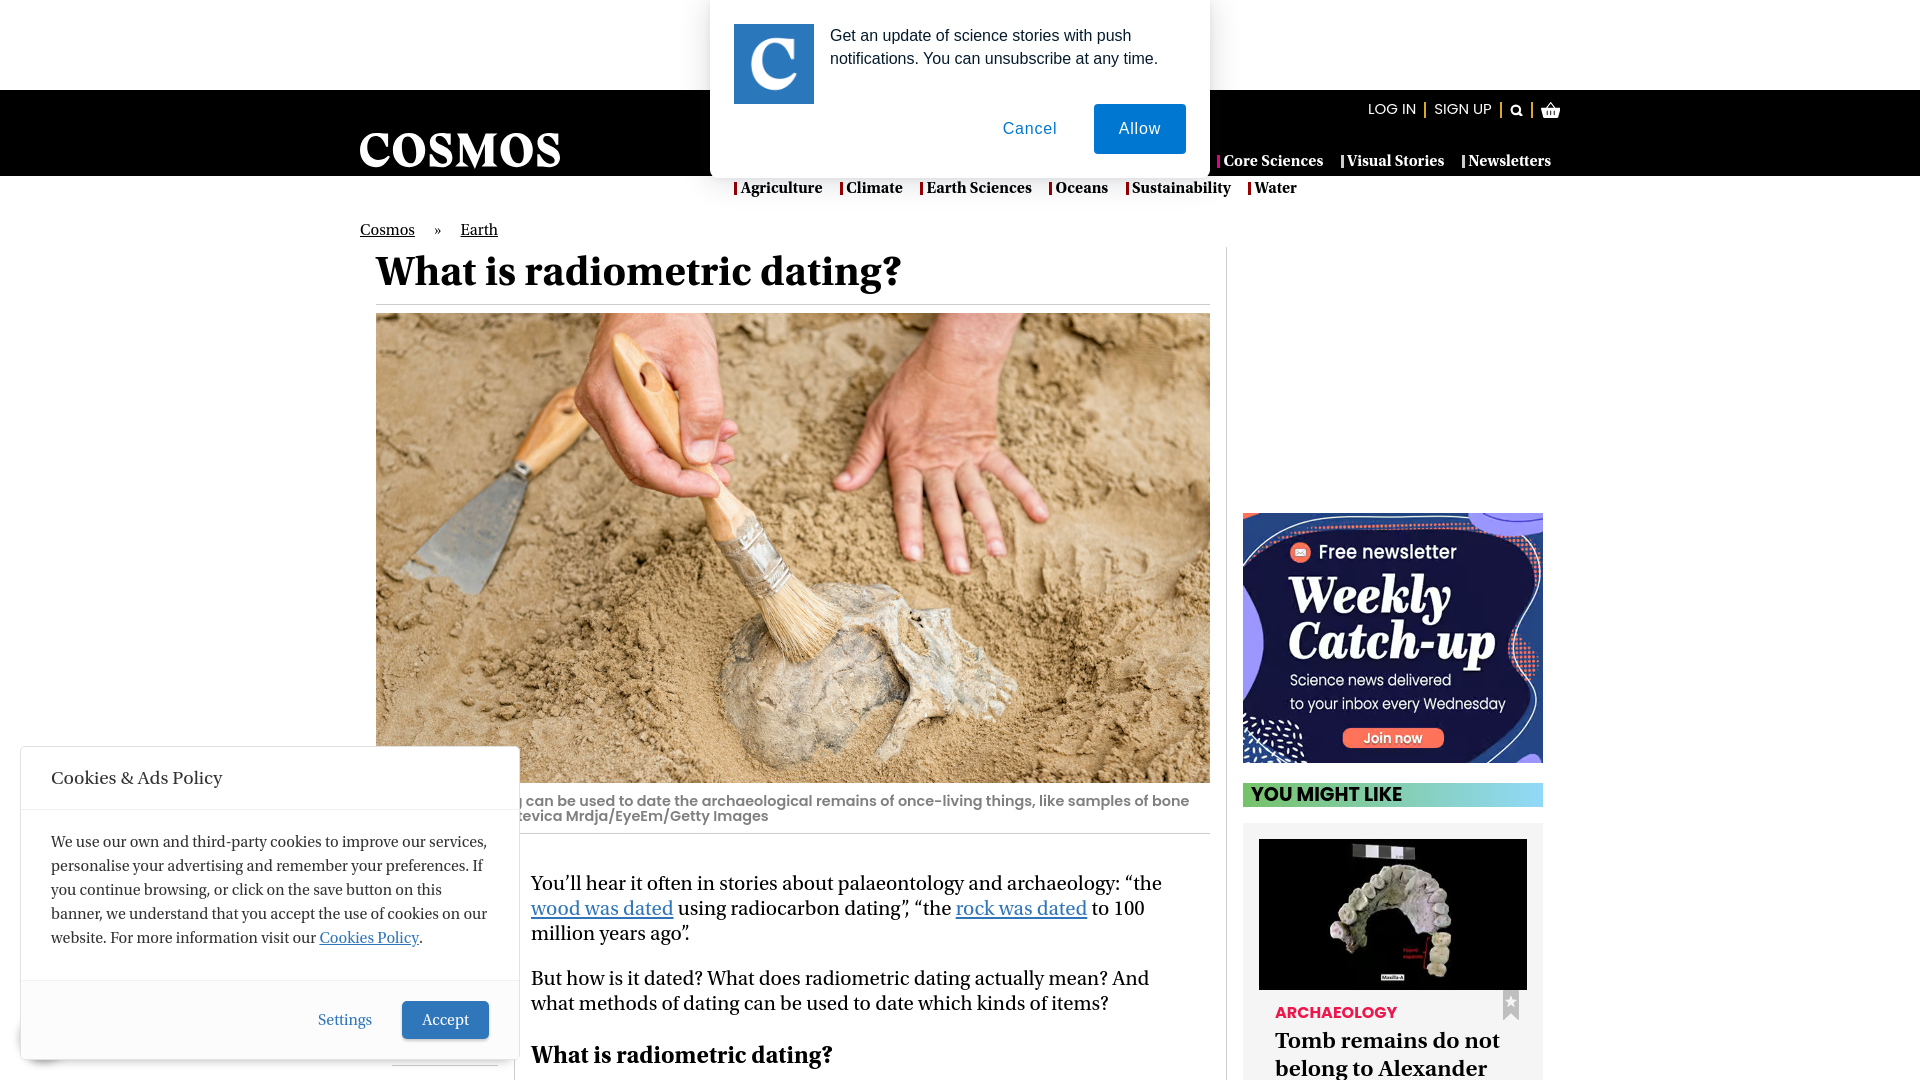 Get an update of science stories with push
notifications. You can unsubscribe at any time.
Cancel
Allow
LOG IN
SIGN UP
COSMOS
Core Sciences
Visual Stories
Newsletters
Agriculture
Climate
Earth Sciences
Oceans
Sustainability
Water
Cosmos » Earth
What is radiometric dating?
can be used to date the archaeological remains of once-living things, like samples of bone
Mrdja/EyeEm/Getty Images
You’ll hear it often in stories about palaeontology and archaeology: “the
wood was dated using radiocarbon dating”, “the rock was dated to 100
million years ago”.
But how is it dated? What does radiometric dating actually mean? And
what methods of dating can be used to date which kinds of items?
What is radiometric dating?
Free newsletter
Weekly
Catch-up
Science news delivered
to your inbox every Wednesday
Join now
YOU MIGHT LIKE
ARCHAEOLOGY
Tomb remains do not
belong to Alexander
Cookies & Ads Policy
We use our own and third-party cookies to improve our services,
personalise your advertising and remember your preferences. If
you continue browsing, or click on the save button on this
banner, we understand that you accept the use of cookies on our
website. For more information visit our Cookies Policy.
Settings
Accept